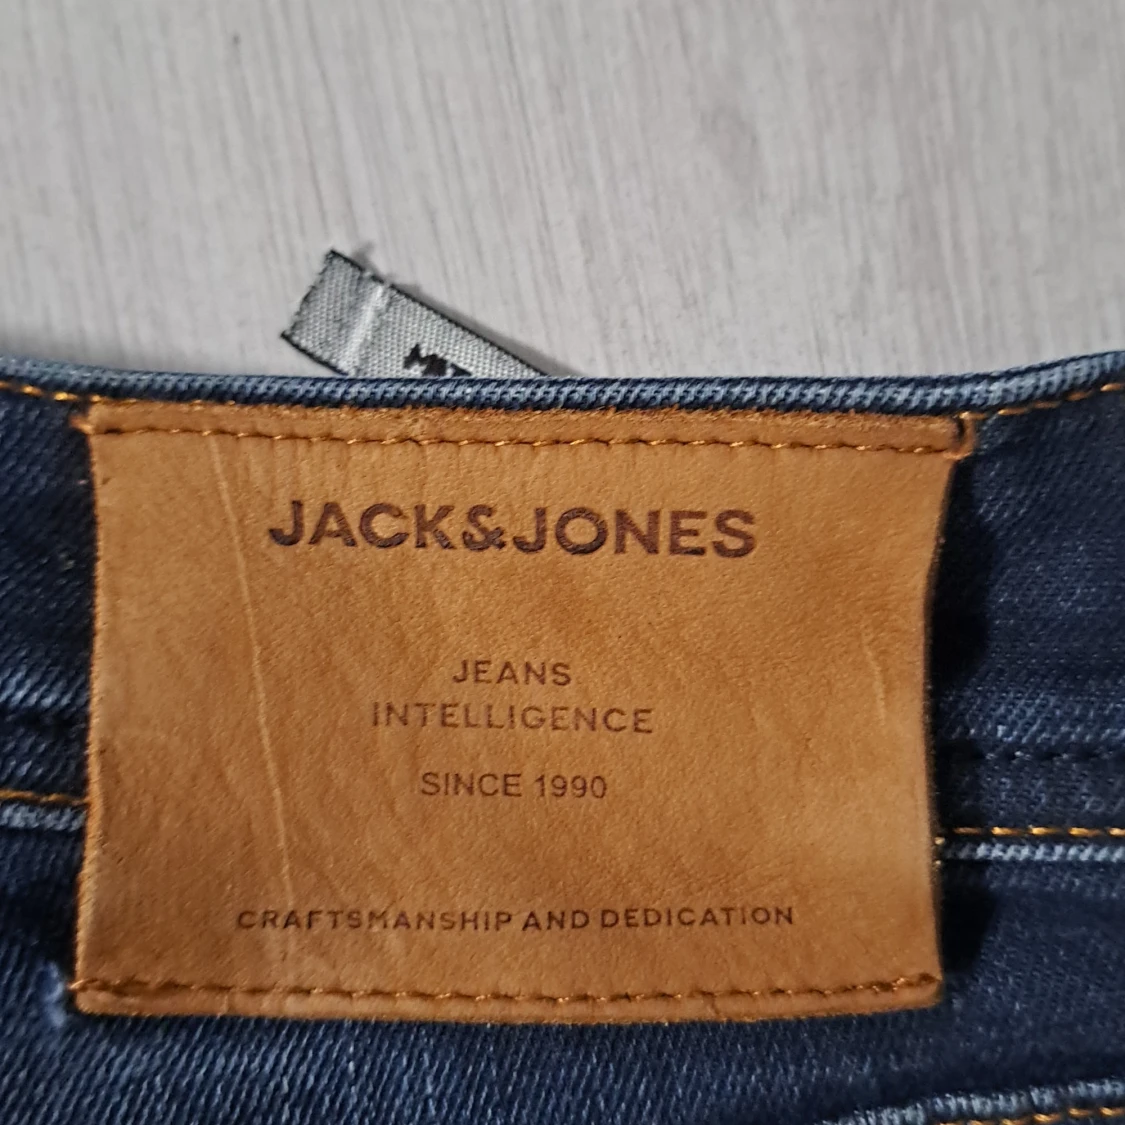 JACK&JONES
JEANS
INTELLIGENCE
SINCE 1990
CRAFTSMANSHIP AND DEDICATION